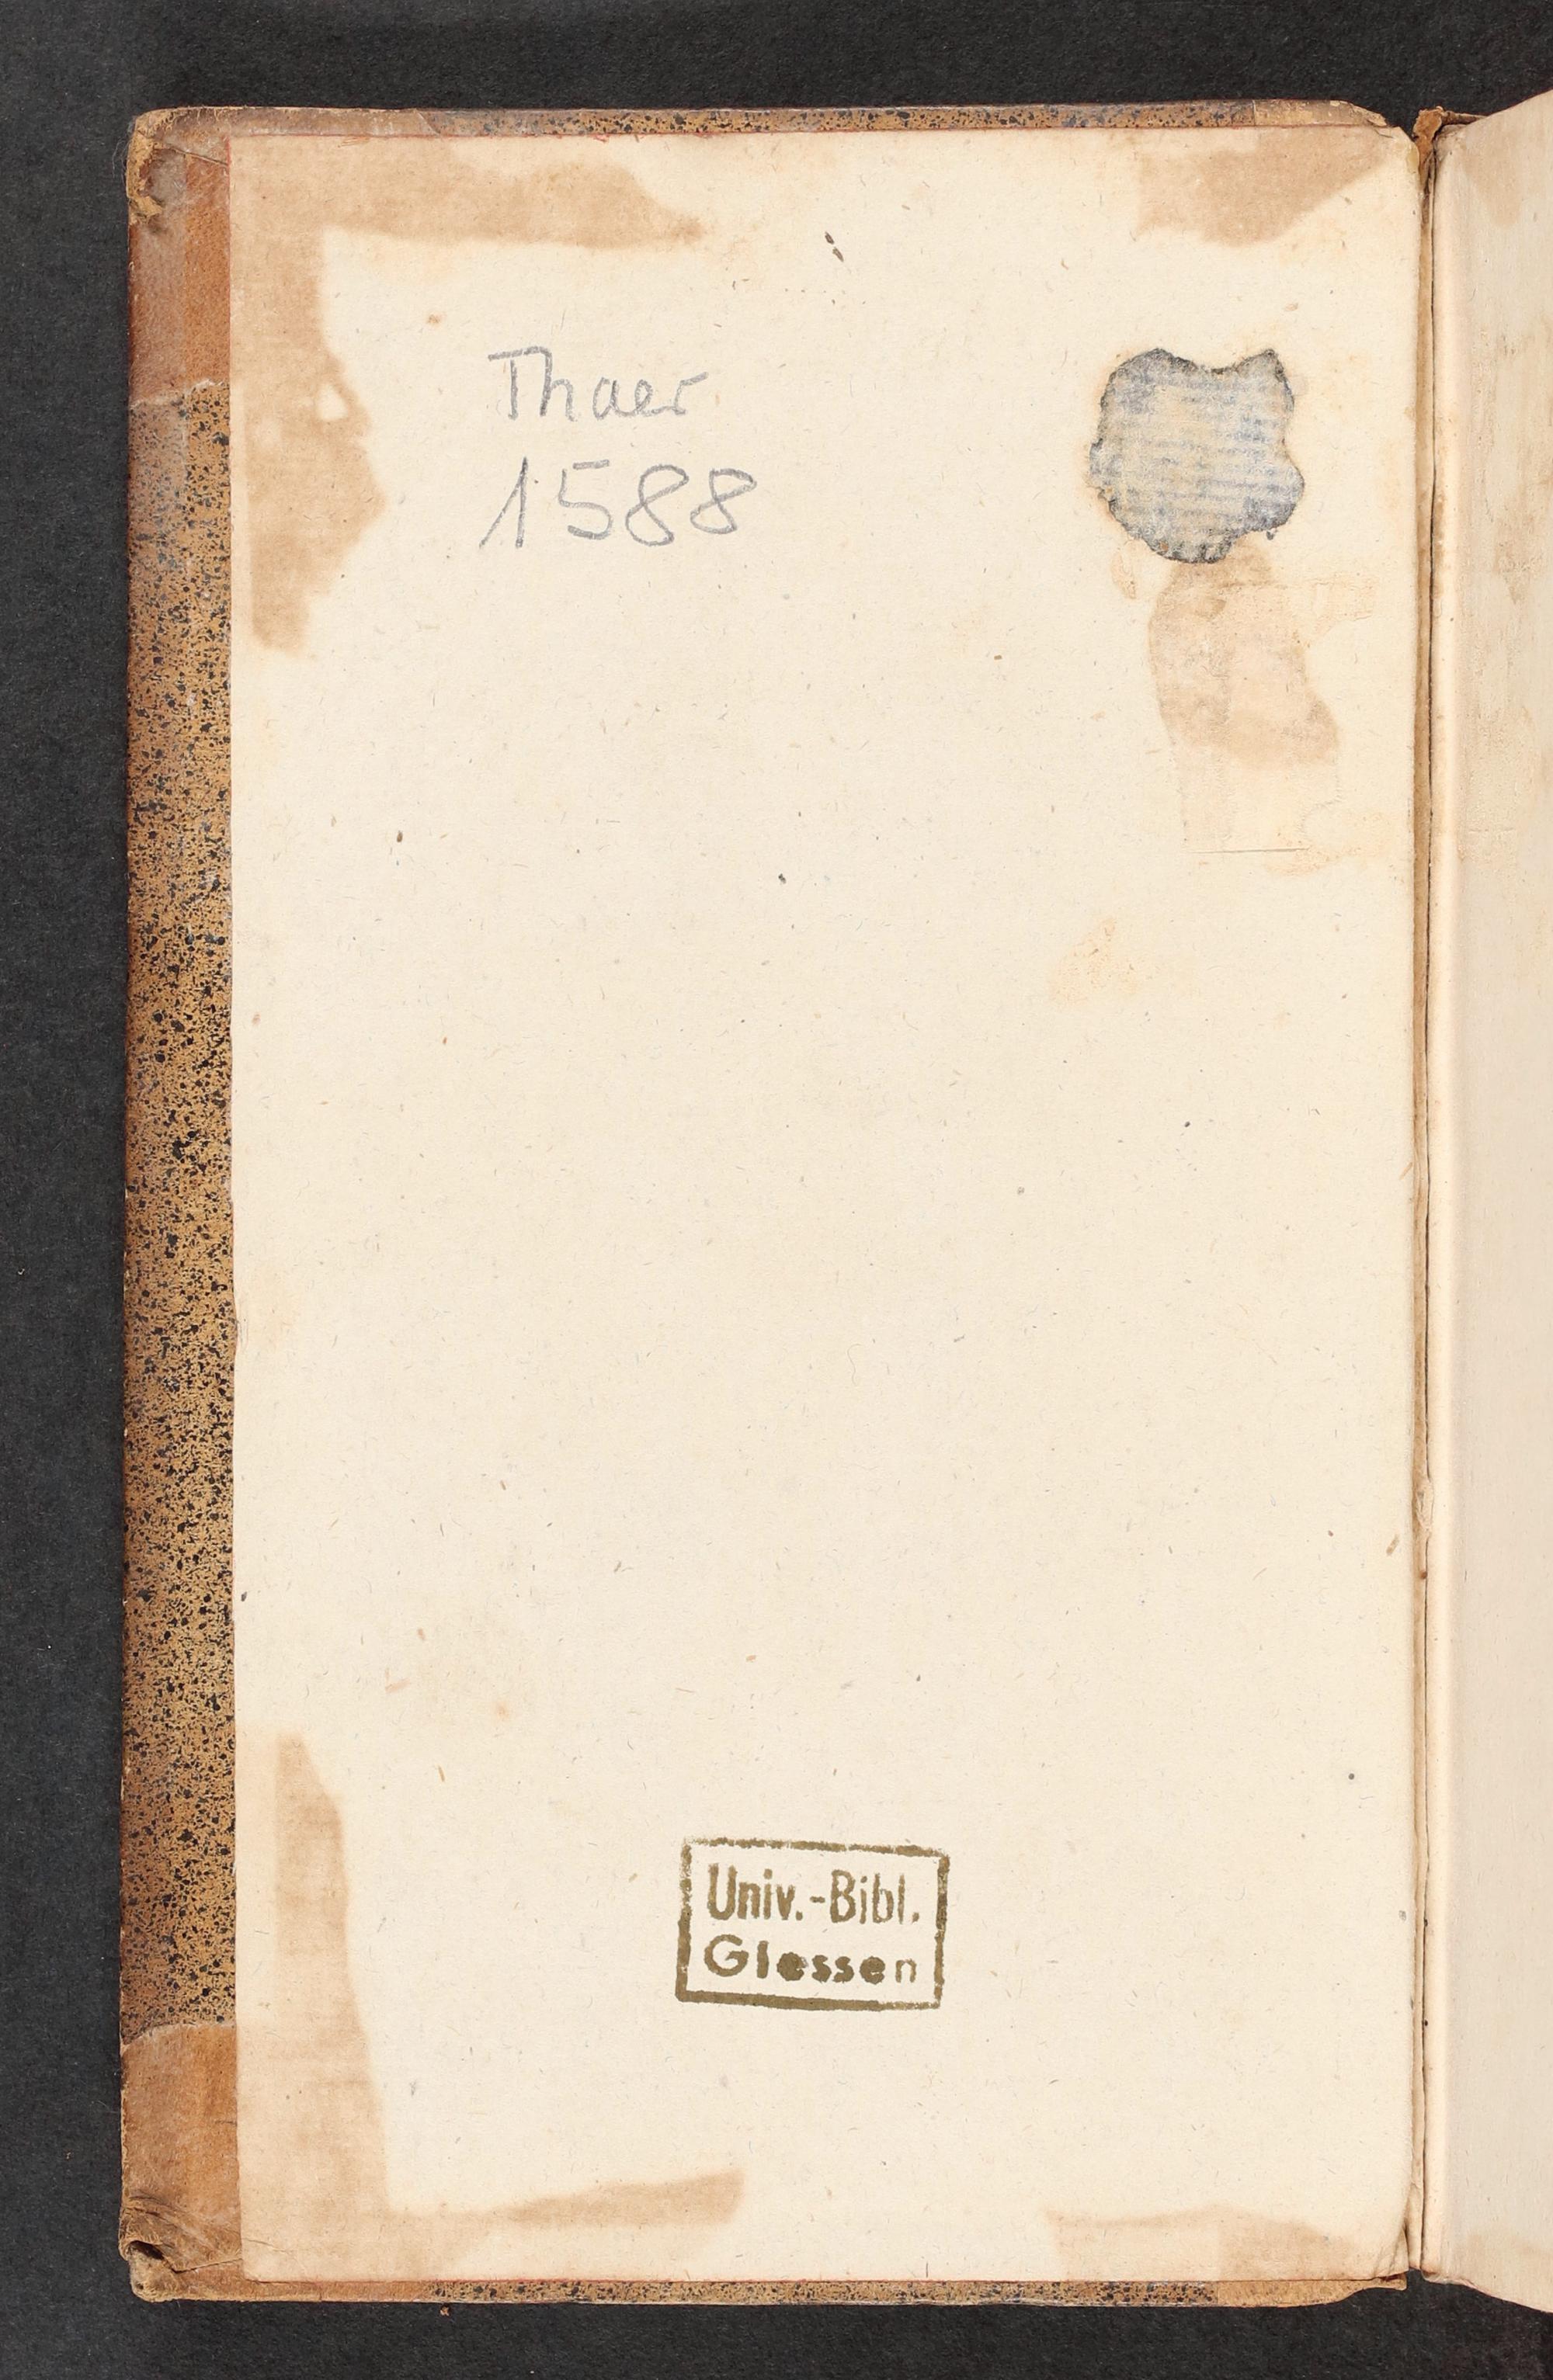 Thaer
1588
Univ.-Bibl.
Giessen